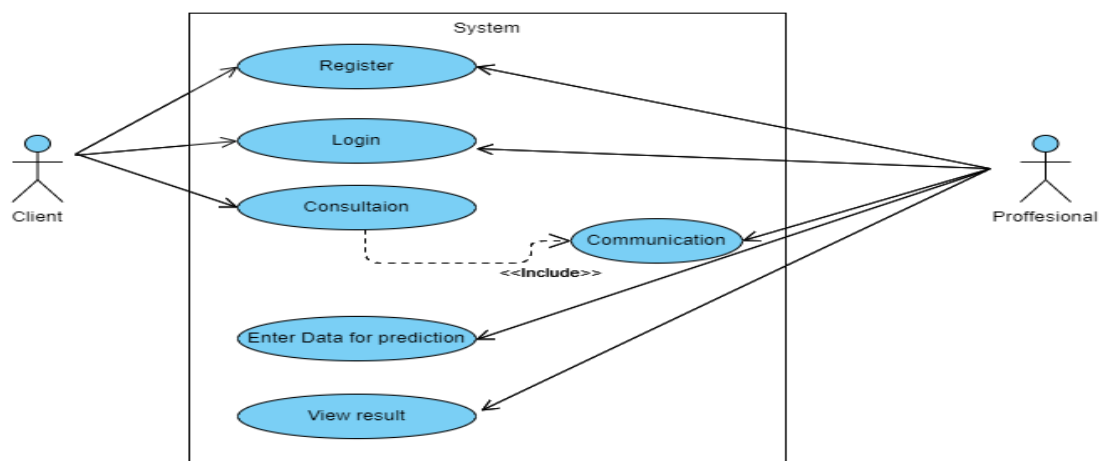 System
Register
Login
Client
Consultaion
Proffesional
Communication
<<Include>>
Enter Data for prediction
View result